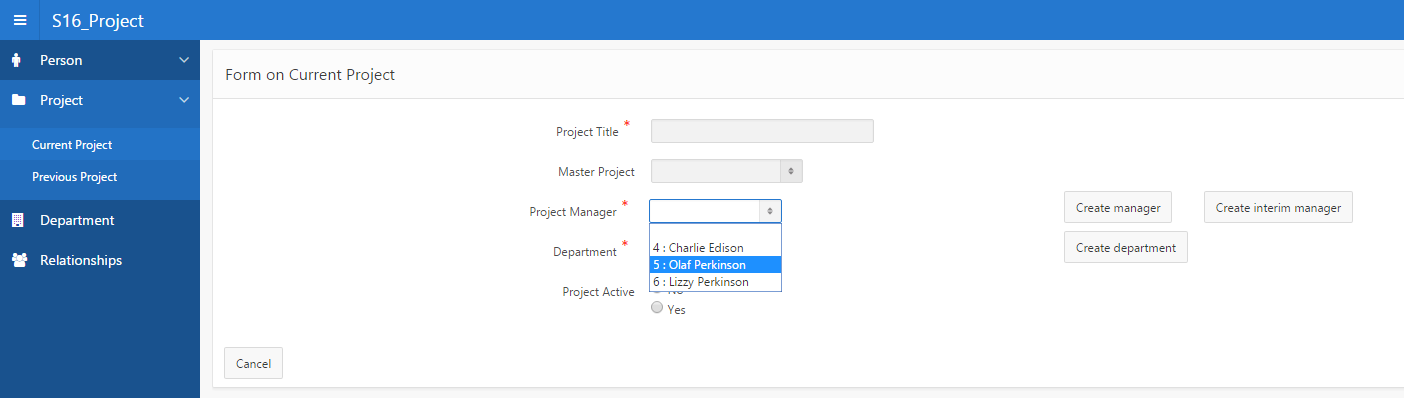 S16_Project
Person
Project
Current Project
Previous Project
Department
Relationships
Form on Current Project
Project Title *
Master Project
Project Manager *
4 : Charlie Edison
5 : Olaf Perkinson
6 : Lizzy Perkinson
Create manager
Create interim manager
Department *
Create department
Project Active
No
Yes
Cancel